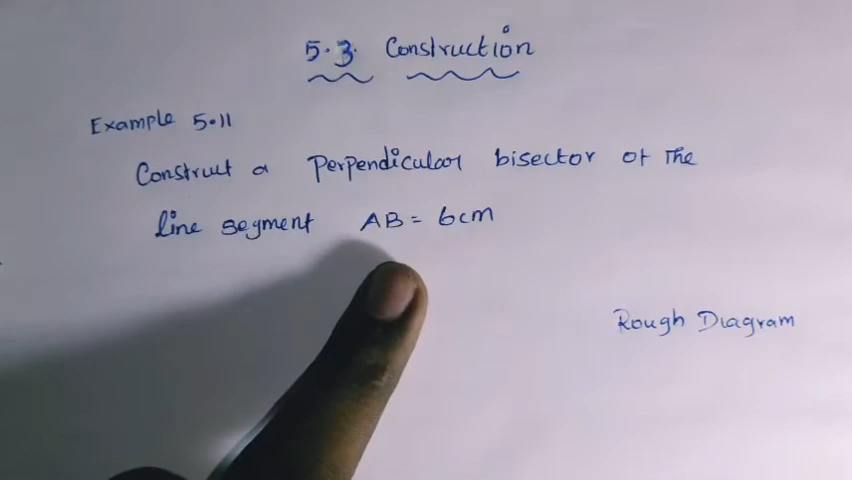 5.3. Construction
Example 5.11
Construct a Perpendicular bisector of The
line segment AB = 6cm
Rough Diagram